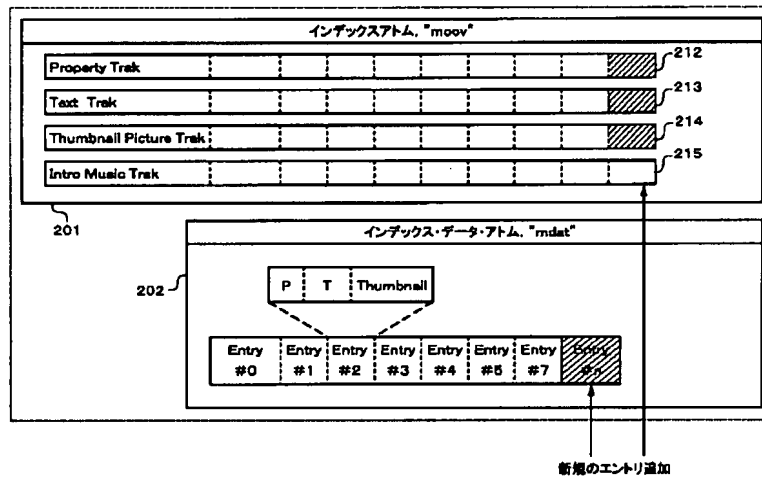 インデックスアトム, "moov"
Property Trak
212
Text Trak
213
Thumbnail Picture Trak
214
Intro Music Trak
215
201
インデックス・データ・アトム, "mdat"
202
P T Thumbnail
Entry #0
Entry #1
Entry #2
Entry #3
Entry #4
Entry #5
Entry #7
Entry #n
新規のエントリ追加